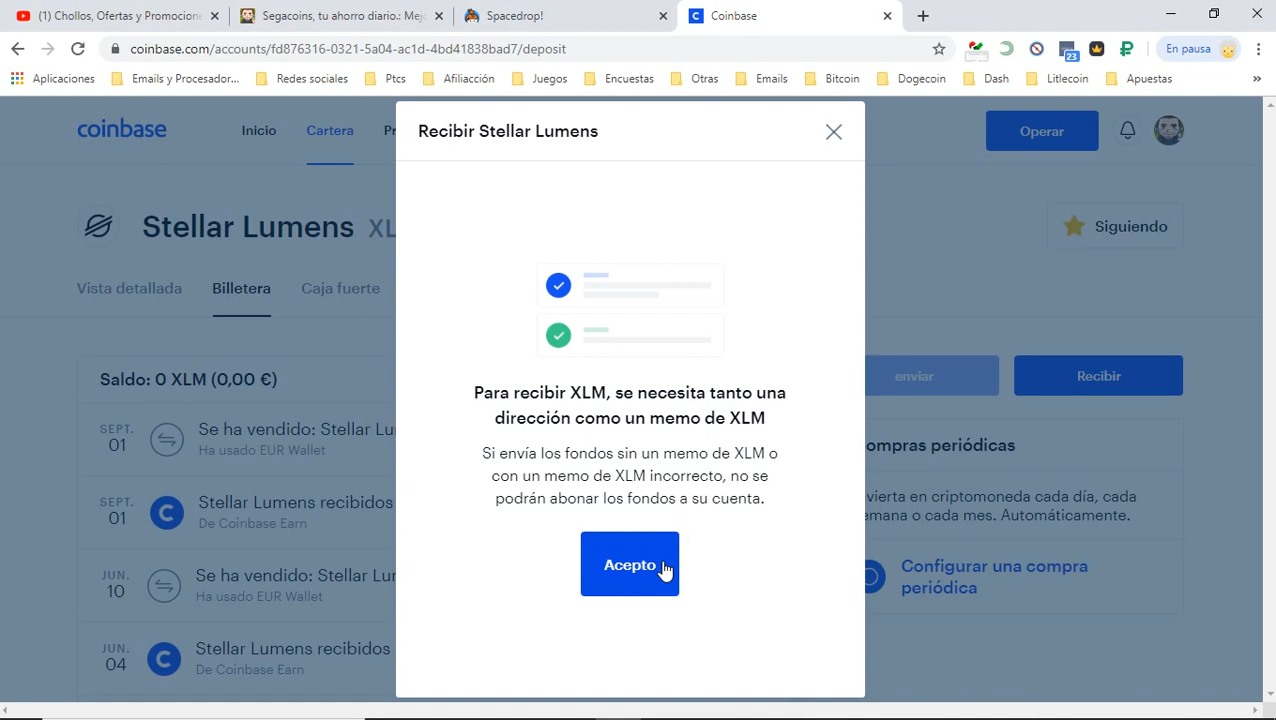 (1) Chollos, Ofertas y Promocione
Segacoins, tu ahorro diario.: Mej
Spacedrop!
Coinbase
coinbase.com/accounts/fd876316-0321-5a04-ac1d-4bd41838bad7/deposit
23
En pausa
Aplicaciones
Emails y Procesador...
Redes sociales
Ptcs
Afiliacción
Juegos
Encuestas
Otras
Emails
Bitcoin
Dogecoin
Dash
Litlecoin
Apuestas
»
coinbase
Inicio
Cartera
Pr
Operar
Recibir Stellar Lumens
Stellar Lumens XL
Siguiendo
Vista detallada
Billetera
Caja fuerte
Saldo: 0 XLM (0,00 €)
enviar
Recibir
Para recibir XLM, se necesita tanto una
dirección como un memo de XLM
Si envía los fondos sin un memo de XLM o
con un memo de XLM incorrecto, no se
podrán abonar los fondos a su cuenta.
Acepto
SEPT.
01
Se ha vendido: Stellar Lu
Ha usado EUR Wallet
SEPT.
01
Stellar Lumens recibidos
De Coinbase Earn
JUN.
10
Se ha vendido: Stellar Lu
Ha usado EUR Wallet
JUN.
04
Stellar Lumens recibidos
De Coinbase Earn
ompras periódicas
vierta en criptomoneda cada día, cada
emana o cada mes. Automáticamente.
Configurar una compra
periódica